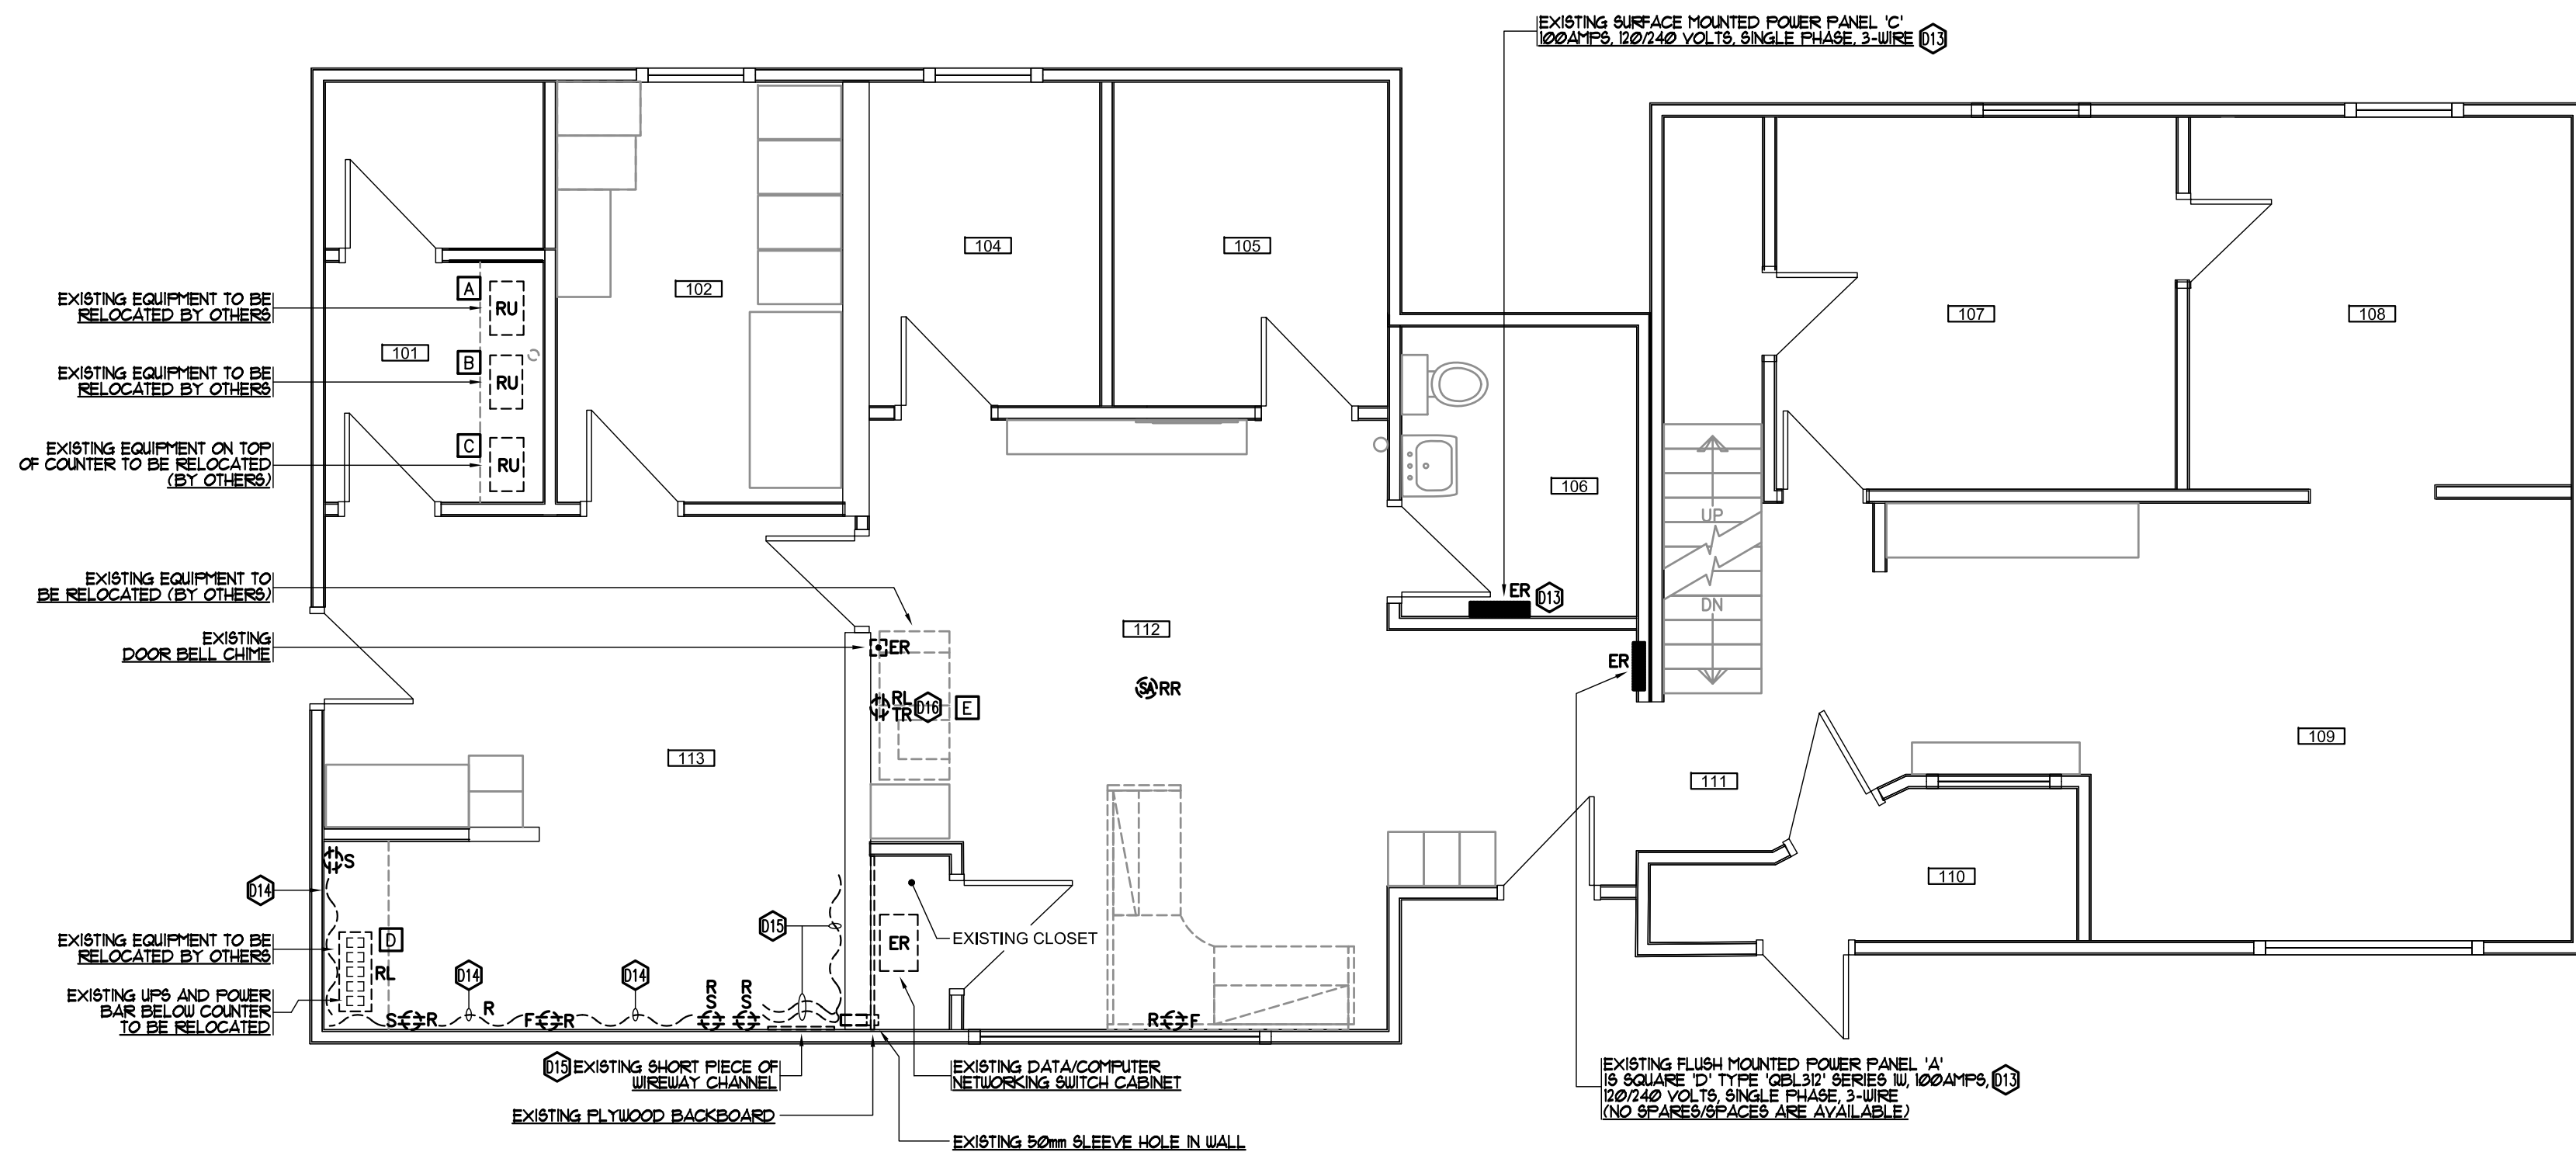 EXISTING SURFACE MOUNTED POWER PANEL 'C'
100AMPS, 120/240 VOLTS, SINGLE PHASE, 3-WIRE D13
104
105
102
101
107
108
106
EXISTING EQUIPMENT TO BE
RELOCATED BY OTHERS
A
RU
EXISTING EQUIPMENT TO BE
RELOCATED BY OTHERS
B
RU
EXISTING EQUIPMENT ON TOP
OF COUNTER TO BE RELOCATED
(BY OTHERS)
C
RU
UP
DN
EXISTING EQUIPMENT TO
BE RELOCATED (BY OTHERS)
EXISTING
DOOR BELL CHIME
ER
ER D13
112
ER
RL
TR D16 E
SA RR
113
111
109
110
S
D14
D15
EXISTING EQUIPMENT TO BE
RELOCATED BY OTHERS
D
RL
EXISTING UPS AND POWER
BAR BELOW COUNTER
TO BE RELOCATED
D14
D14
S R
R
F R
R
S
R
S
ER
EXISTING CLOSET
R F
D15 EXISTING SHORT PIECE OF
WIREWAY CHANNEL
EXISTING DATA/COMPUTER
NETWORKING SWITCH CABINET
EXISTING PLYWOOD BACKBOARD
EXISTING 50mm SLEEVE HOLE IN WALL
EXISTING FLUSH MOUNTED POWER PANEL 'A'
IS SQUARE 'D' TYPE 'QBL312' SERIES 1W, 100AMPS, D13
120/240 VOLTS, SINGLE PHASE, 3-WIRE
(NO SPARES/SPACES ARE AVAILABLE)